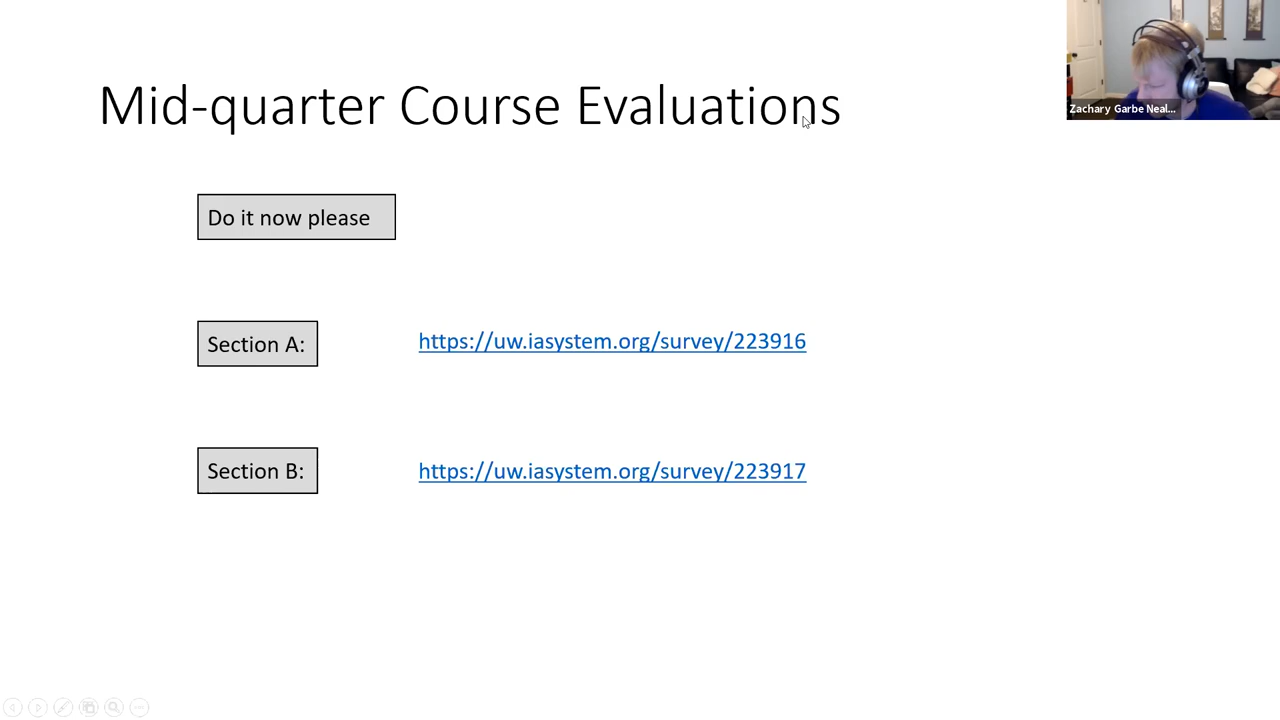 Mid-quarter Course Evaluations
Zachary Garbe Neal...
Do it now please
Section A:
https://uw.iasystem.org/survey/223916
Section B:
https://uw.iasystem.org/survey/223917